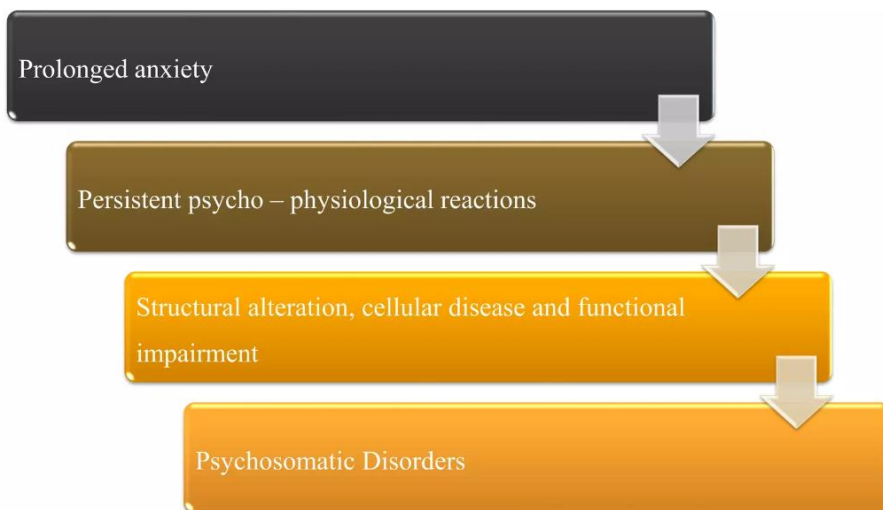 Prolonged anxiety
Persistent psycho – physiological reactions
Structural alteration, cellular disease and functional
impairment
Psychosomatic Disorders